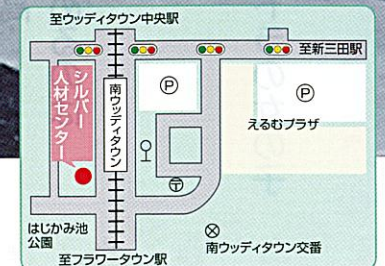 至ウッディタウン中央駅
至新三田駅
シルバー
人材センター
南ウッディタウン
P
P
えるむプラザ
〒
はじかみ池
公園
南ウッディタウン交番
至フラワータウン駅